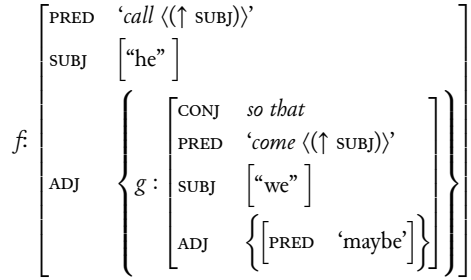 PRED ‘call ⟨(↑ SUBJ)⟩’
SUBJ [“he” ]
f: ADJ { g :
CONJ so that
PRED ‘come ⟨(↑ SUBJ)⟩’
SUBJ [“we” ]
ADJ {[PRED ‘maybe’]}